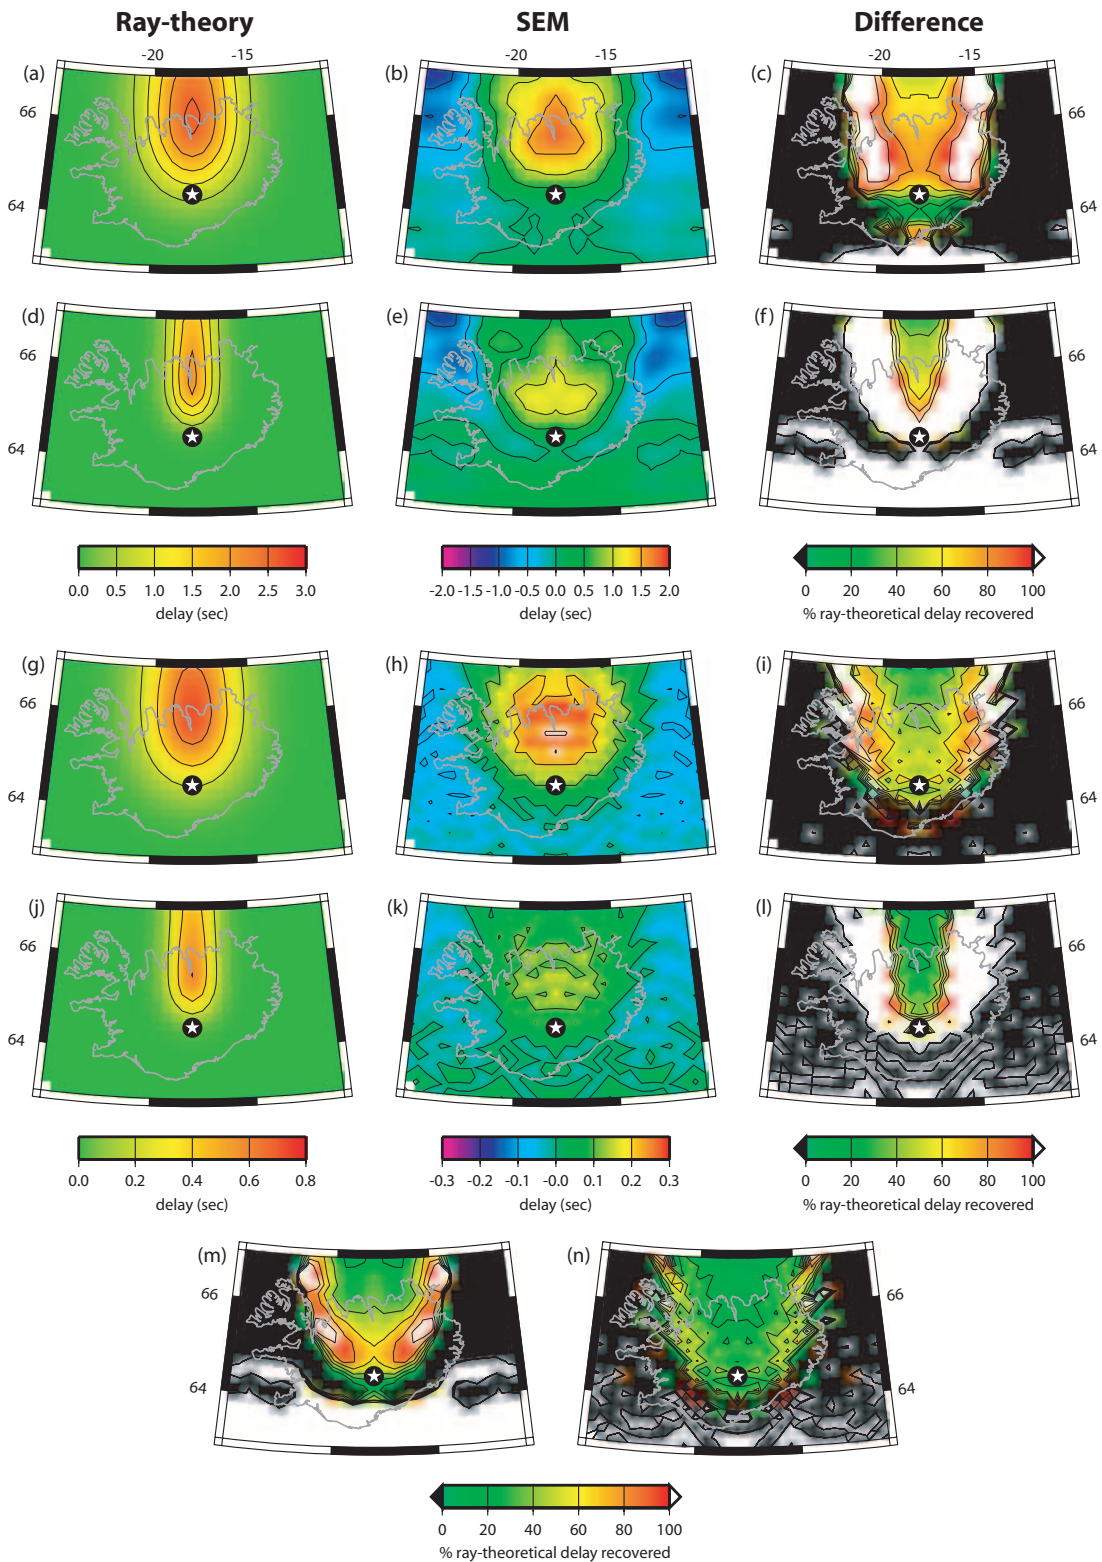 Ray-theory SEM Difference
-20 -15 -20 -15 -20 -15
(a) (b) (c)
66 66
64 64
(d) (e) (f)
66 66
64 64
0.0 0.5 1.0 1.5 2.0 2.5 3.0 -2.0 -1.5 -1.0 -0.5 0.0 0.5 1.0 1.5 2.0 0 20 40 60 80 100
delay (sec) delay (sec) % ray-theoretical delay recovered
(g) (h) (i)
66 66
64 64
(j) (k) (l)
66 66
64 64
0.0 0.2 0.4 0.6 0.8 -0.3 -0.2 -0.1 -0.0 0.1 0.2 0.3 0 20 40 60 80 100
delay (sec) delay (sec) % ray-theoretical delay recovered
(m) (n)
66 66
64 64
0 20 40 60 80 100
% ray-theoretical delay recovered